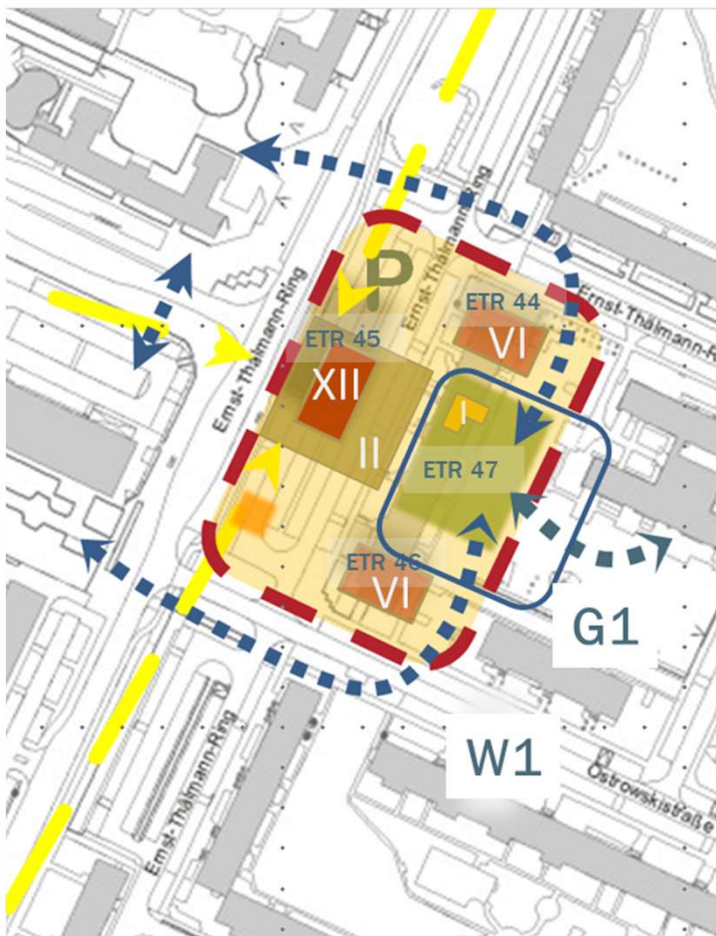 Ernst-Thälmann-Ring
P
Ernst-Thälmann-Ring
ETR 44
Ernst-Thälmann-Ring
ETR 45
VI
XII
I
II
ETR 47
ETR 46
VI
G1
W1
Ernst-Thälmann-Ring
Ostrowskistraße